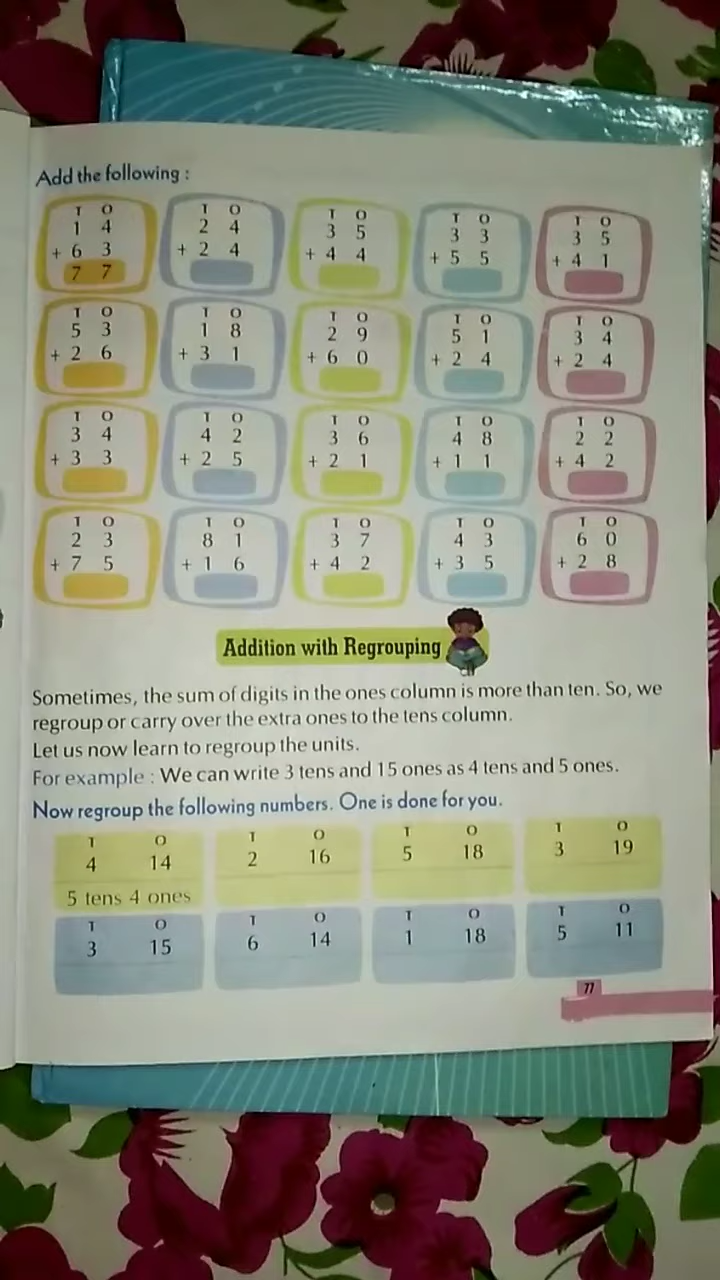 Add the following :
T O T O T O T O T O
1 4 2 4 3 5 3 3 3 5
+ 6 3 + 2 4 + 4 4 + 5 5 + 4 1
7 7
T O T O T O T O T O
5 3 1 8 2 9 5 1 3 4
+ 2 6 + 3 1 + 6 0 + 2 4 + 2 4
T O T O T O T O T O
3 4 4 2 3 6 4 8 2 2
+ 3 3 + 2 5 + 2 1 + 1 1 + 4 2
T O T O T O T O T O
2 3 8 1 3 7 4 3 6 0
+ 7 5 + 1 6 + 4 2 + 3 5 + 2 8
Addition with Regrouping
Sometimes, the sum of digits in the ones column is more than ten. So, we
regroup or carry over the extra ones to the tens column.
Let us now learn to regroup the units.
For example : We can write 3 tens and 15 ones as 4 tens and 5 ones.
Now regroup the following numbers. One is done for you.
T O T O T O T O
4 14 2 16 5 18 3 19
5 tens 4 ones
T O T O T O T O
3 15 6 14 1 18 5 11
77